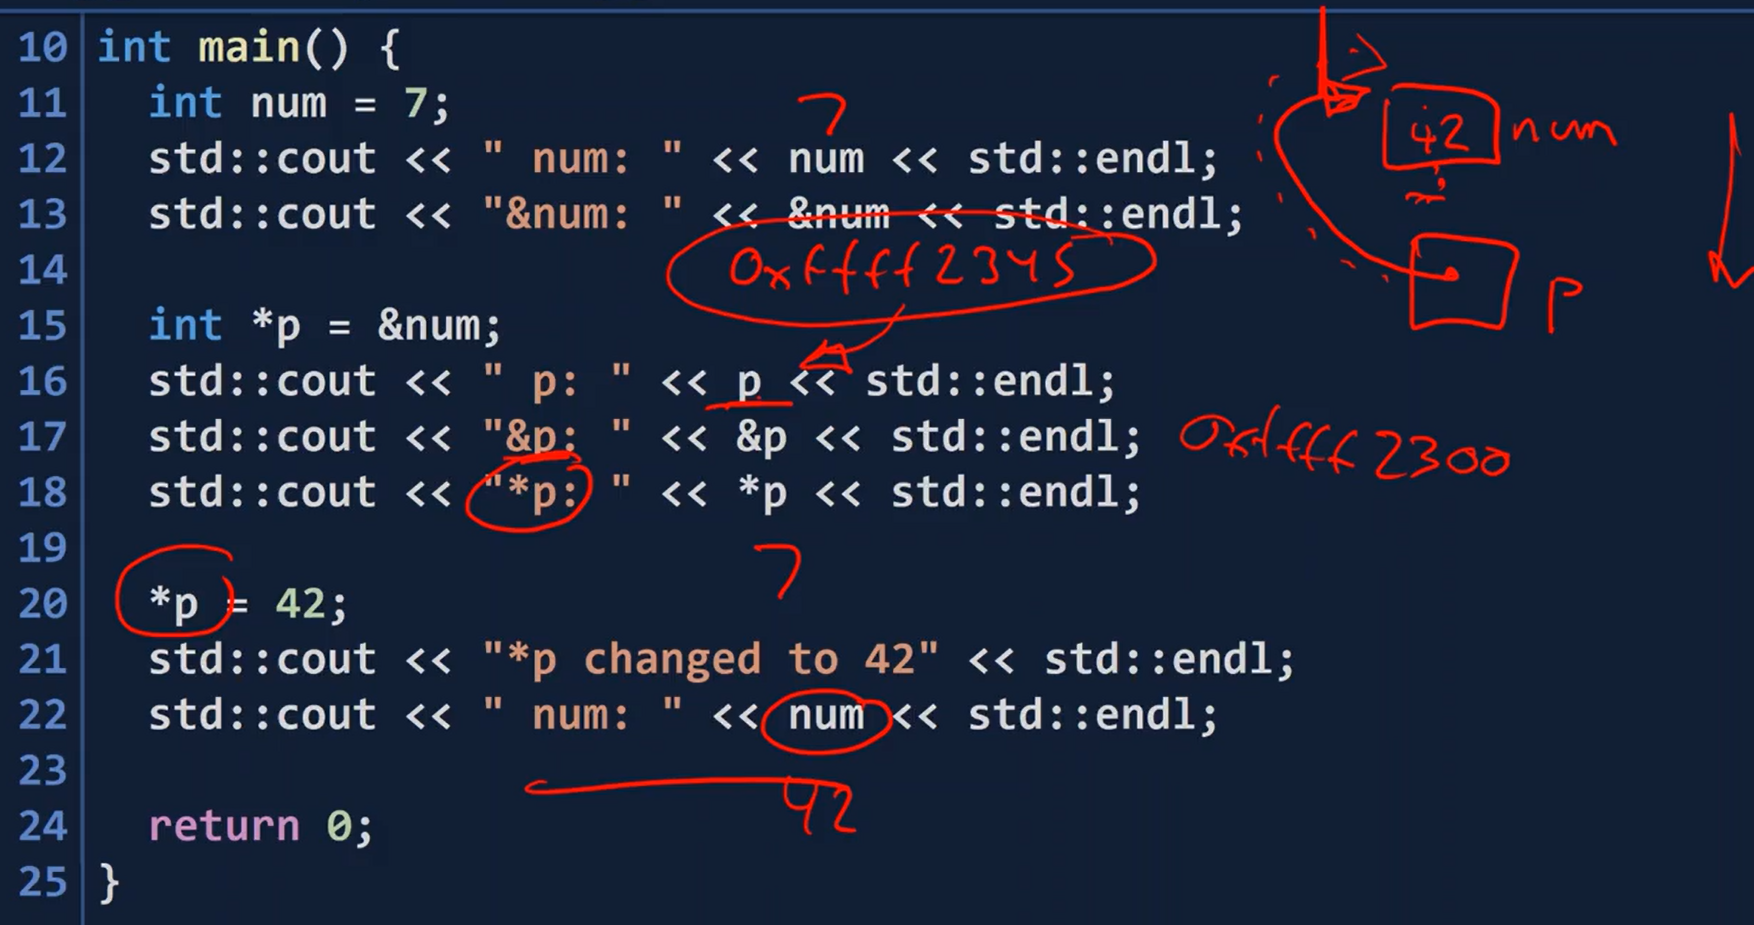 10 int main() {
11 int num = 7;
7
12 std::cout << " num: " << num << std::endl;
42 num
13 std::cout << "&num: " << &num << std::endl;
14
0xffff2345
p
15 int *p = &num;
16 std::cout << " p: " << p << std::endl;
17 std::cout << "&p: " << &p << std::endl;
0xffff2300
18 std::cout << "*p: " << *p << std::endl;
19
7
20 *p = 42;
21 std::cout << "*p changed to 42" << std::endl;
22 std::cout << " num: " << num << std::endl;
23
42
24 return 0;
25 }